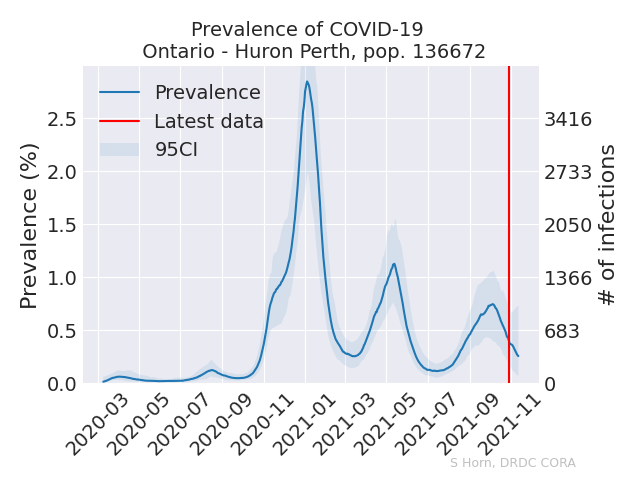 Prevalence of COVID-19
Ontario - Huron Perth, pop. 136672
Prevalence
Latest data
95CI
Prevalence (%)
2.5
2.0
1.5
1.0
0.5
0.0
3416
2733
2050
1366
683
0
# of infections
2020-03
2020-05
2020-07
2020-09
2020-11
2021-01
2021-03
2021-05
2021-07
2021-09
2021-11
S Horn, DRDC CORA